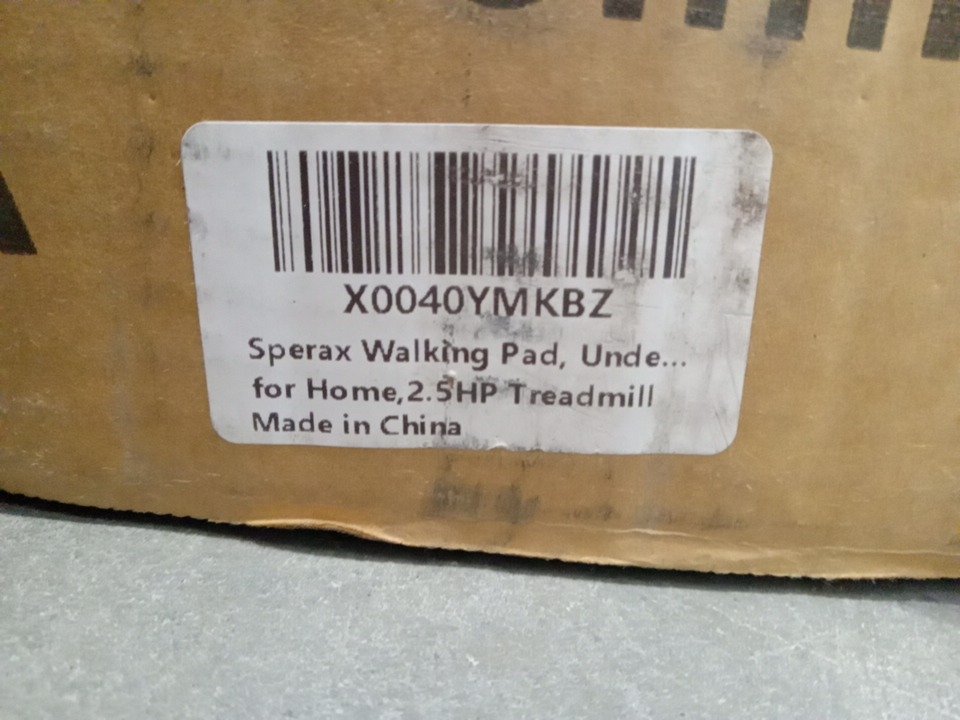 X0040YMKBZ
Sperax Walking Pad, Unde...
for Home,2.5HP Treadmill
Made in China